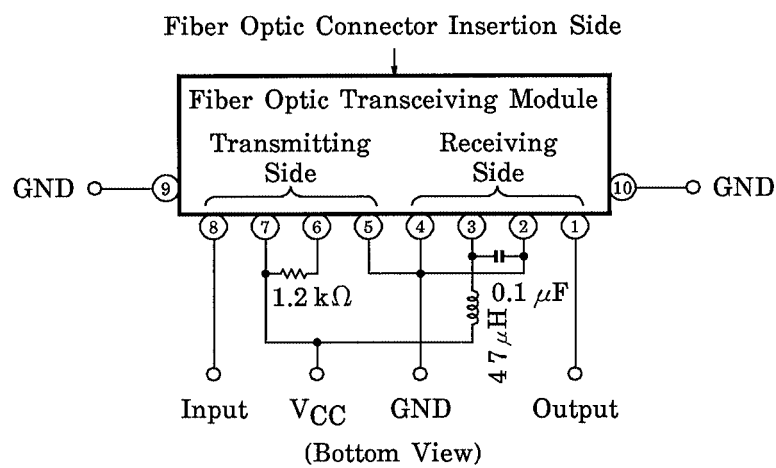 Fiber Optic Connector Insertion Side
Fiber Optic Transceiving Module
Transmitting
Side
Receiving
Side
GND
9
10
GND
8
7
6
5
4
3
2
1
1.2 kΩ
0.1 μF
47 μH
Input
VCC
GND
Output
(Bottom View)